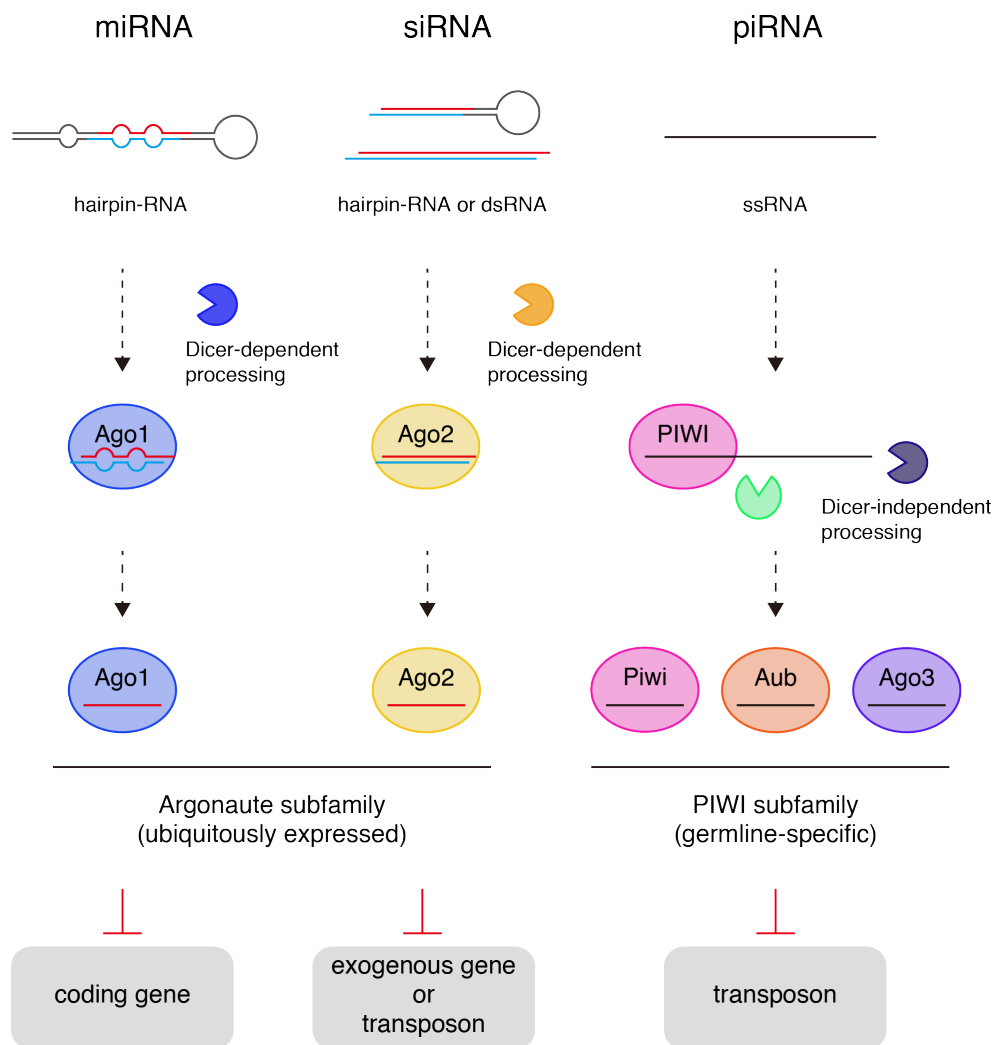 miRNA
siRNA
piRNA
hairpin-RNA
hairpin-RNA or dsRNA
ssRNA
Dicer-dependent
processing
Dicer-dependent
processing
Ago1
Ago2
PIWI
Dicer-independent
processing
Ago1
Ago2
Piwi
Aub
Ago3
Argonaute subfamily
(ubiquitously expressed)
PIWI subfamily
(germline-specific)
coding gene
exogenous gene
or
transposon
transposon